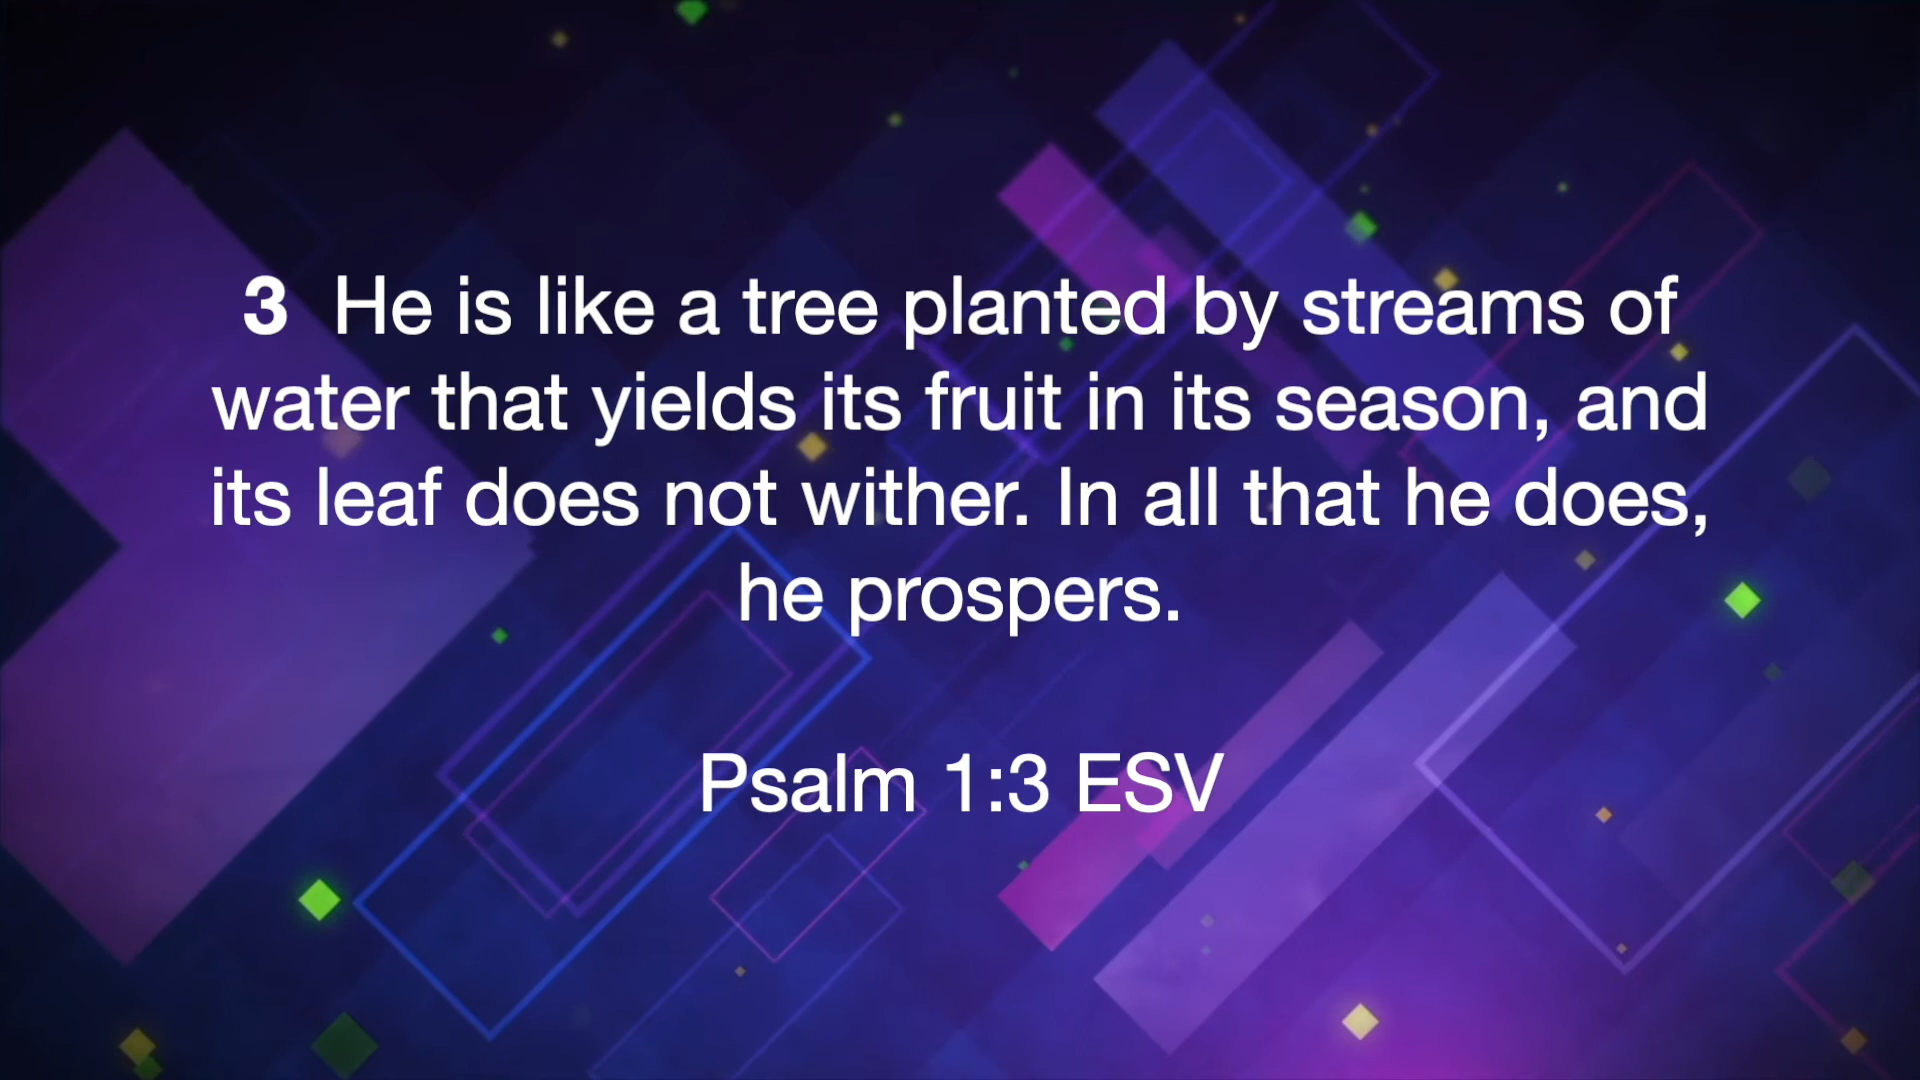 3 He is like a tree planted by streams of
water that yields its fruit in its season, and
its leaf does not wither. In all that he does,
he prospers.
Psalm 1:3 ESV